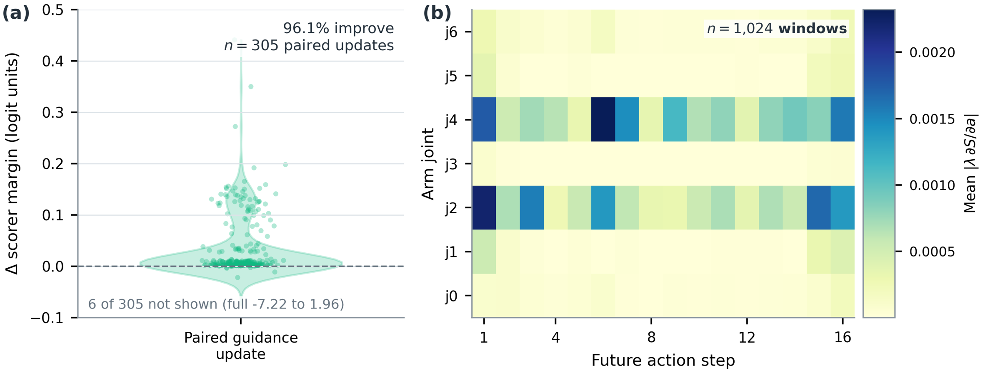 (a)
0.5
0.4
0.3
0.2
0.1
0.0
−0.1
Δ scorer margin (logit units)
96.1% improve
n = 305 paired updates
6 of 305 not shown (full -7.22 to 1.96)
Paired guidance
update
(b)
j6
j5
j4
j3
j2
j1
j0
Arm joint
n = 1,024 windows
1
4
8
12
16
Future action step
0.0020
0.0015
0.0010
0.0005
Mean |λ ∂S/∂a|